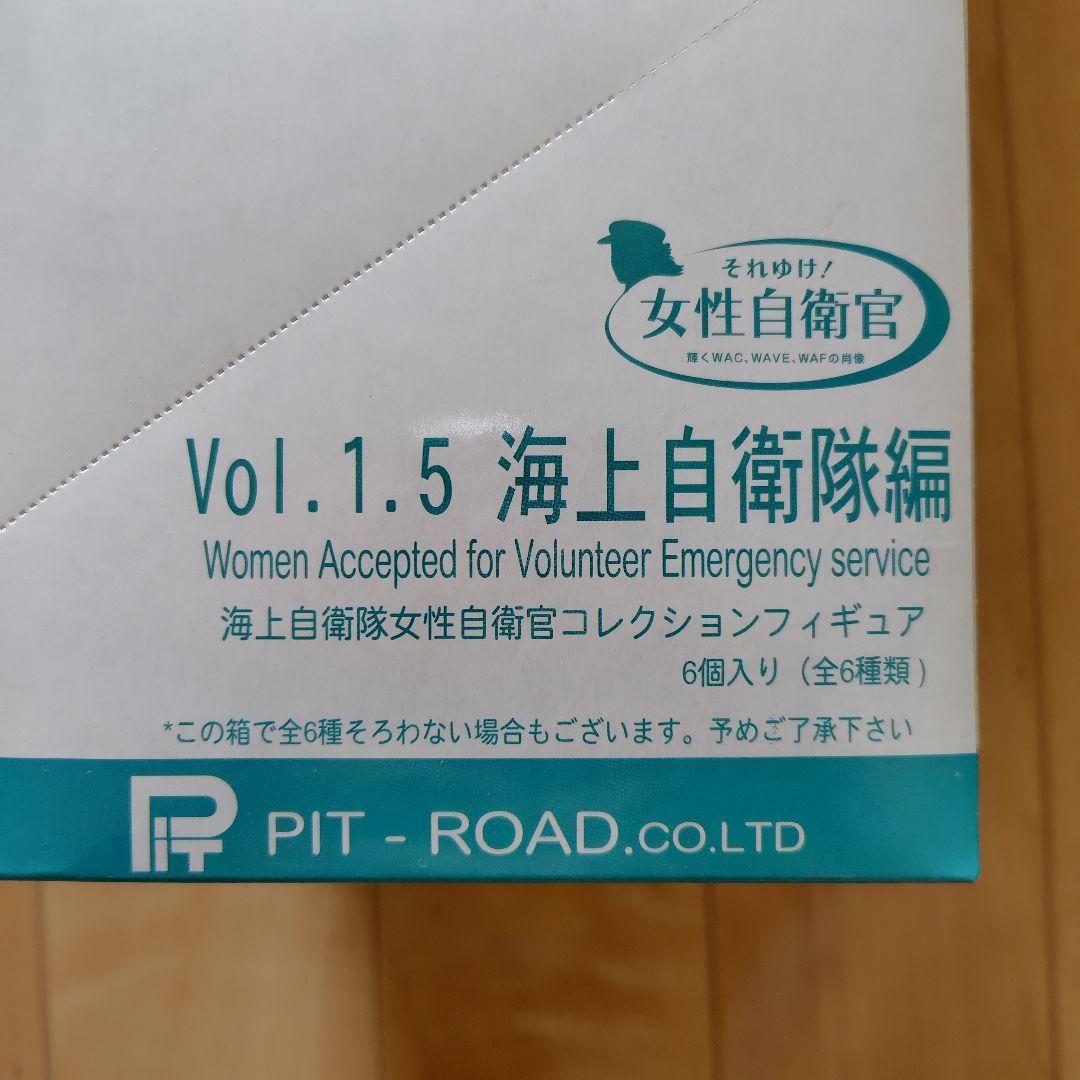 それゆけ!
女性自衛官
輝くWAC、WAVE、WAFの肖像
Vol.1.5 海上自衛隊編
Women Accepted for Volunteer Emergency service
海上自衛隊女性自衛官コレクションフィギュア
6個入り（全6種類）
*この箱で全6種そろわない場合もございます。予めご了承下さい
PIT PIT - ROAD.CO.LTD